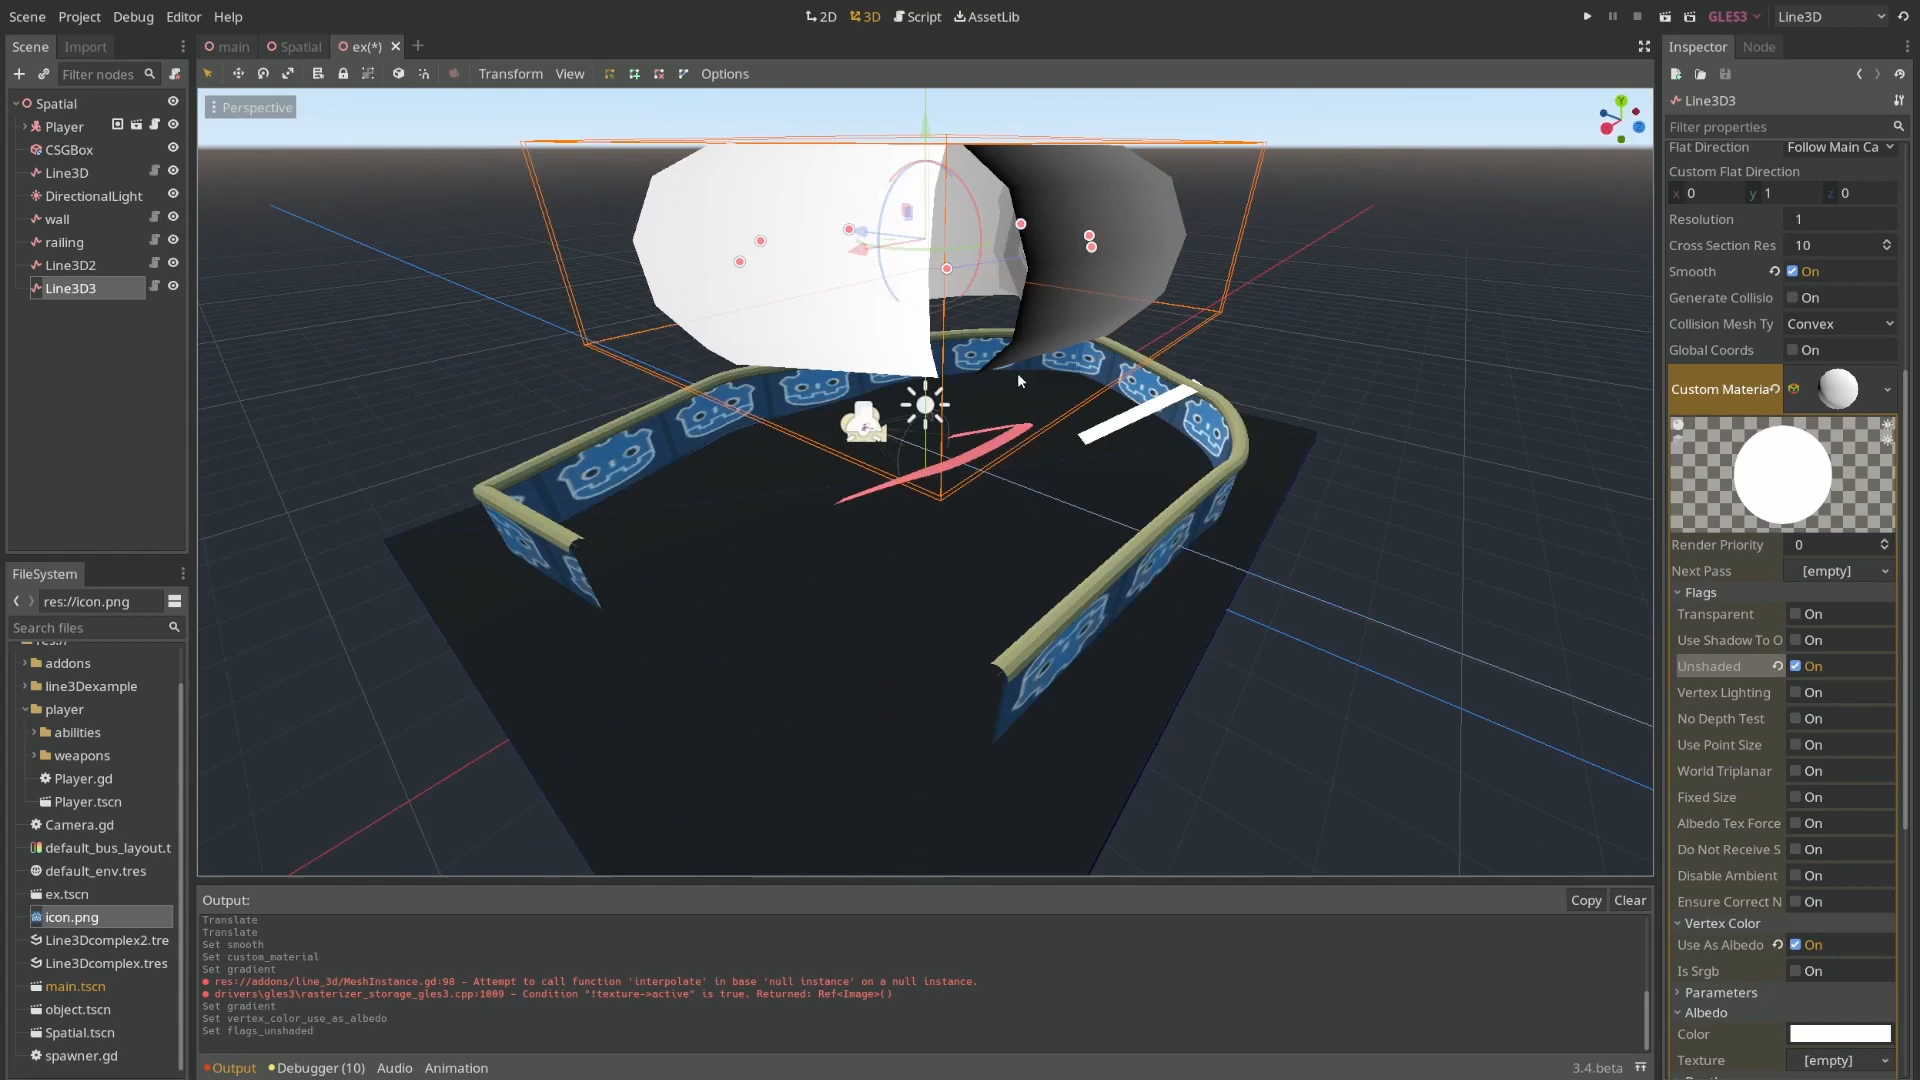 Scene Project Debug Editor Help
2D 3D Script AssetLib
GLES3 Line3D
Scene Import
Filter nodes
Spatial
Player
CSGBox
Line3D
DirectionalLight
wall
railing
Line3D2
Line3D3
FileSystem
res://icon.png
Search files
res://
addons
line3Dexample
player
abilities
weapons
Player.gd
Player.tscn
Camera.gd
default_bus_layout.t
default_env.tres
ex.tscn
icon.png
Line3Dcomplex2.tre
Line3Dcomplex.tres
main.tscn
object.tscn
Spatial.tscn
spawner.gd
main Spatial ex(*)
Transform View Options
Perspective
Y
Z
Output:
Copy Clear
Translate
Translate
Set smooth
Set custom_material
Set gradient
res://addons/line_3d/MeshInstance.gd:98 - Attempt to call function 'interpolate' in base 'null instance' on a null instance.
drivers\gles3\rasterizer_storage_gles3.cpp:1009 - Condition "!texture->active" is true. Returned: Ref<Image>()
Set gradient
Set vertex_color_use_as_albedo
Set flags_unshaded
Output Debugger (10) Audio Animation
3.4.beta
Inspector Node
Line3D3
Filter properties
Flat Direction Follow Main Ca
Custom Flat Direction
x 0 y 1 z 0
Resolution 1
Cross Section Res 10
Smooth On
Generate Collisio On
Collision Mesh Ty Convex
Global Coords On
Custom Materia
Render Priority 0
Next Pass [empty]
Flags
Transparent On
Use Shadow To O On
Unshaded On
Vertex Lighting On
No Depth Test On
Use Point Size On
World Triplanar On
Fixed Size On
Albedo Tex Force On
Do Not Receive S On
Disable Ambient On
Ensure Correct N On
Vertex Color
Use As Albedo On
Is Srgb On
Parameters
Albedo
Color
Texture [empty]